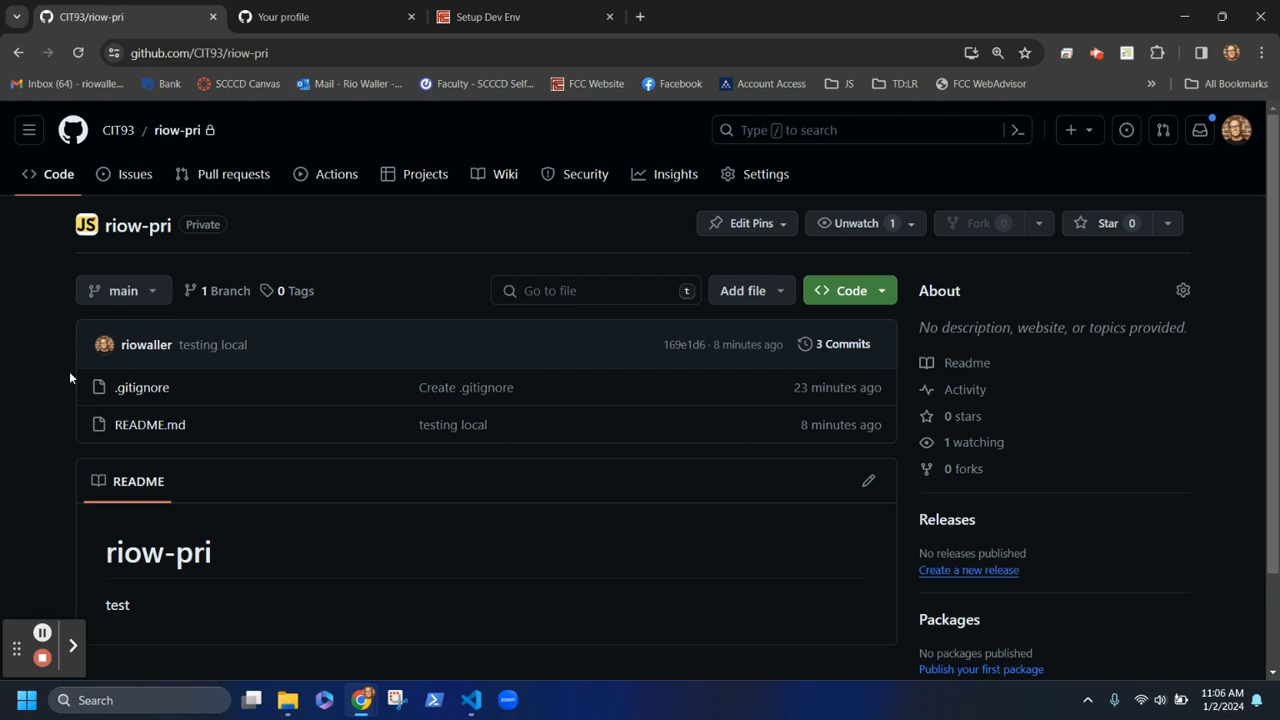 CIT93/riow-pri
Your profile
Setup Dev Env
github.com/CIT93/riow-pri
Inbox (64) - riowalle...
Bank
SCCCD Canvas
Mail - Rio Waller - ...
Faculty - SCCCD Self...
FCC Website
Facebook
Account Access
JS
TD:LR
FCC WebAdvisor
All Bookmarks
CIT93 / riow-pri
Type / to search
Code
Issues
Pull requests
Actions
Projects
Wiki
Security
Insights
Settings
JS
riow-pri
Private
Edit Pins
Unwatch 1
Fork 0
Star 0
main
1 Branch
0 Tags
Go to file
t
Add file
Code
About
riowaller testing local
169e1d6 · 8 minutes ago
3 Commits
No description, website, or topics provided.
.gitignore
Create .gitignore
23 minutes ago
Readme
README.md
testing local
8 minutes ago
Activity
0 stars
1 watching
0 forks
README
riow-pri
test
Releases
No releases published
Create a new release
Packages
No packages published
Publish your first package
Search
zoom
11:06 AM
1/2/2024